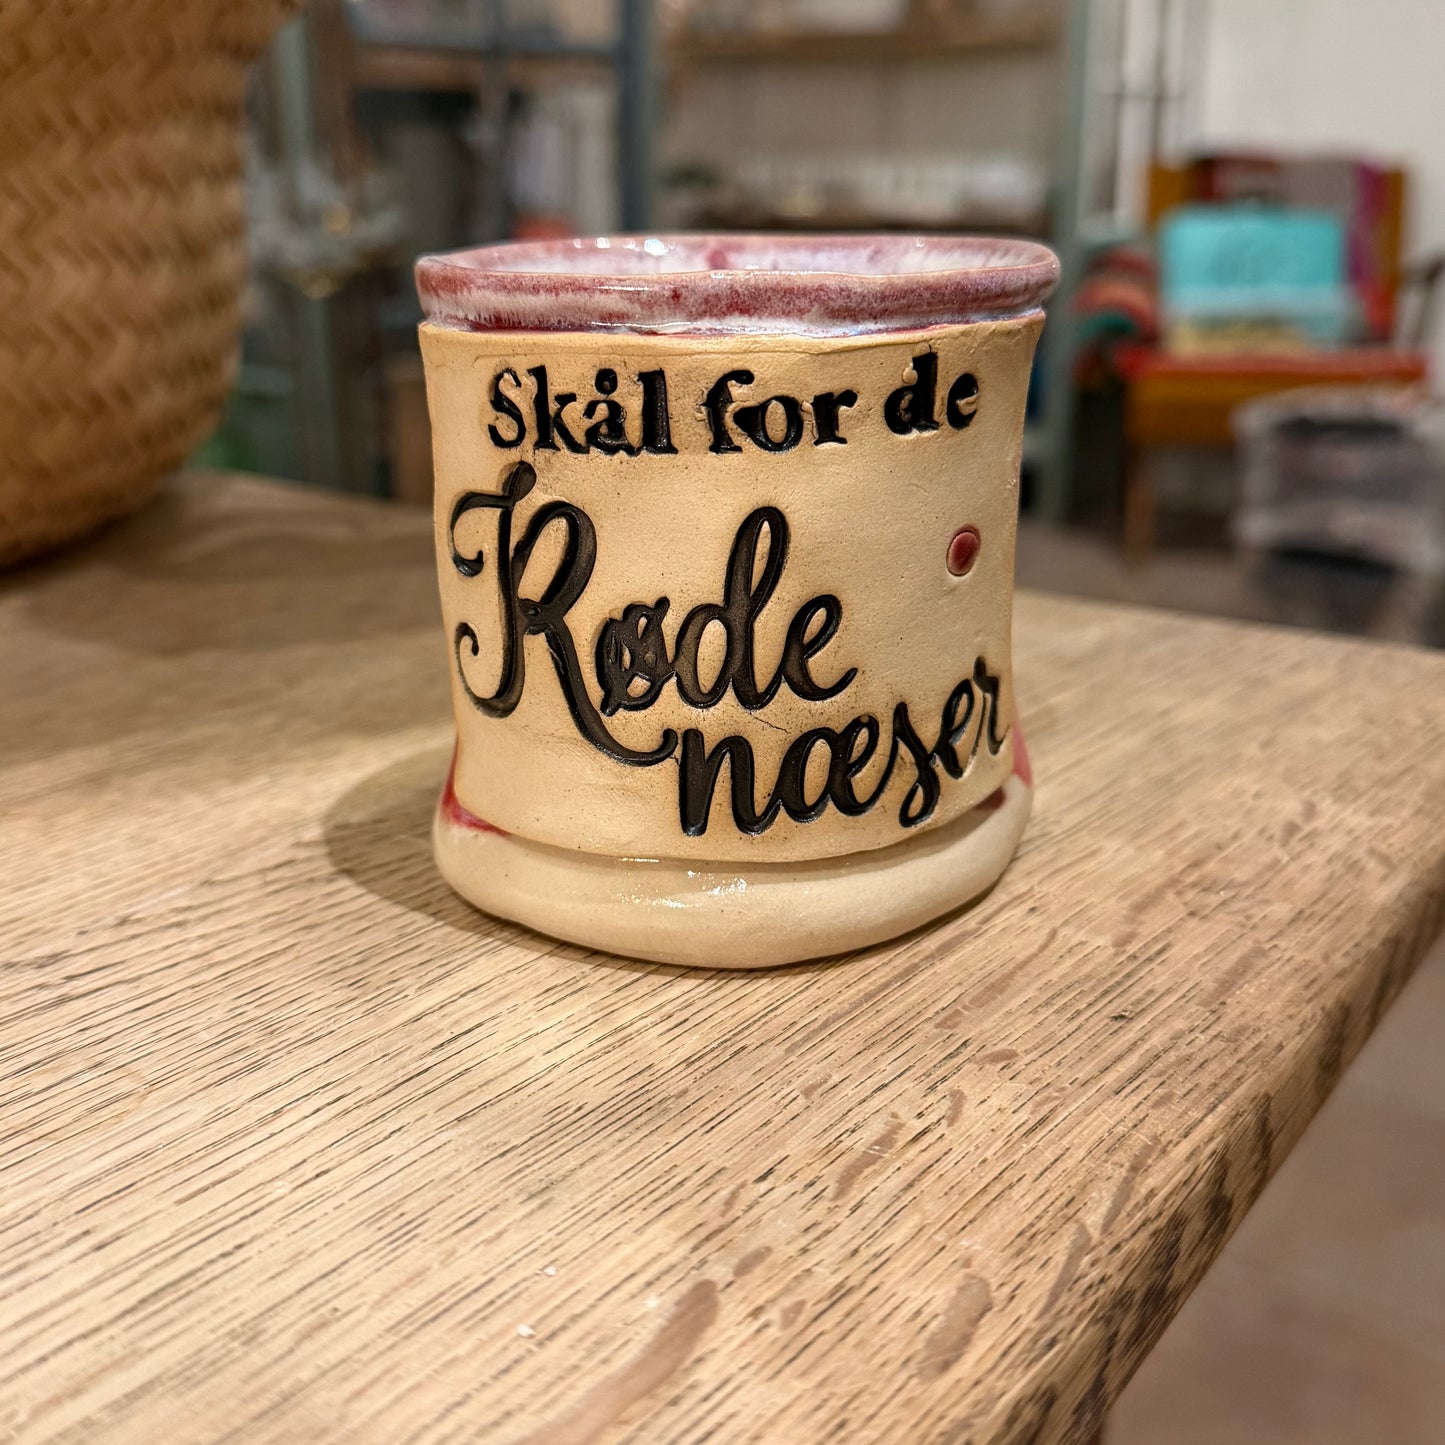 Skål for de
Røde
næser